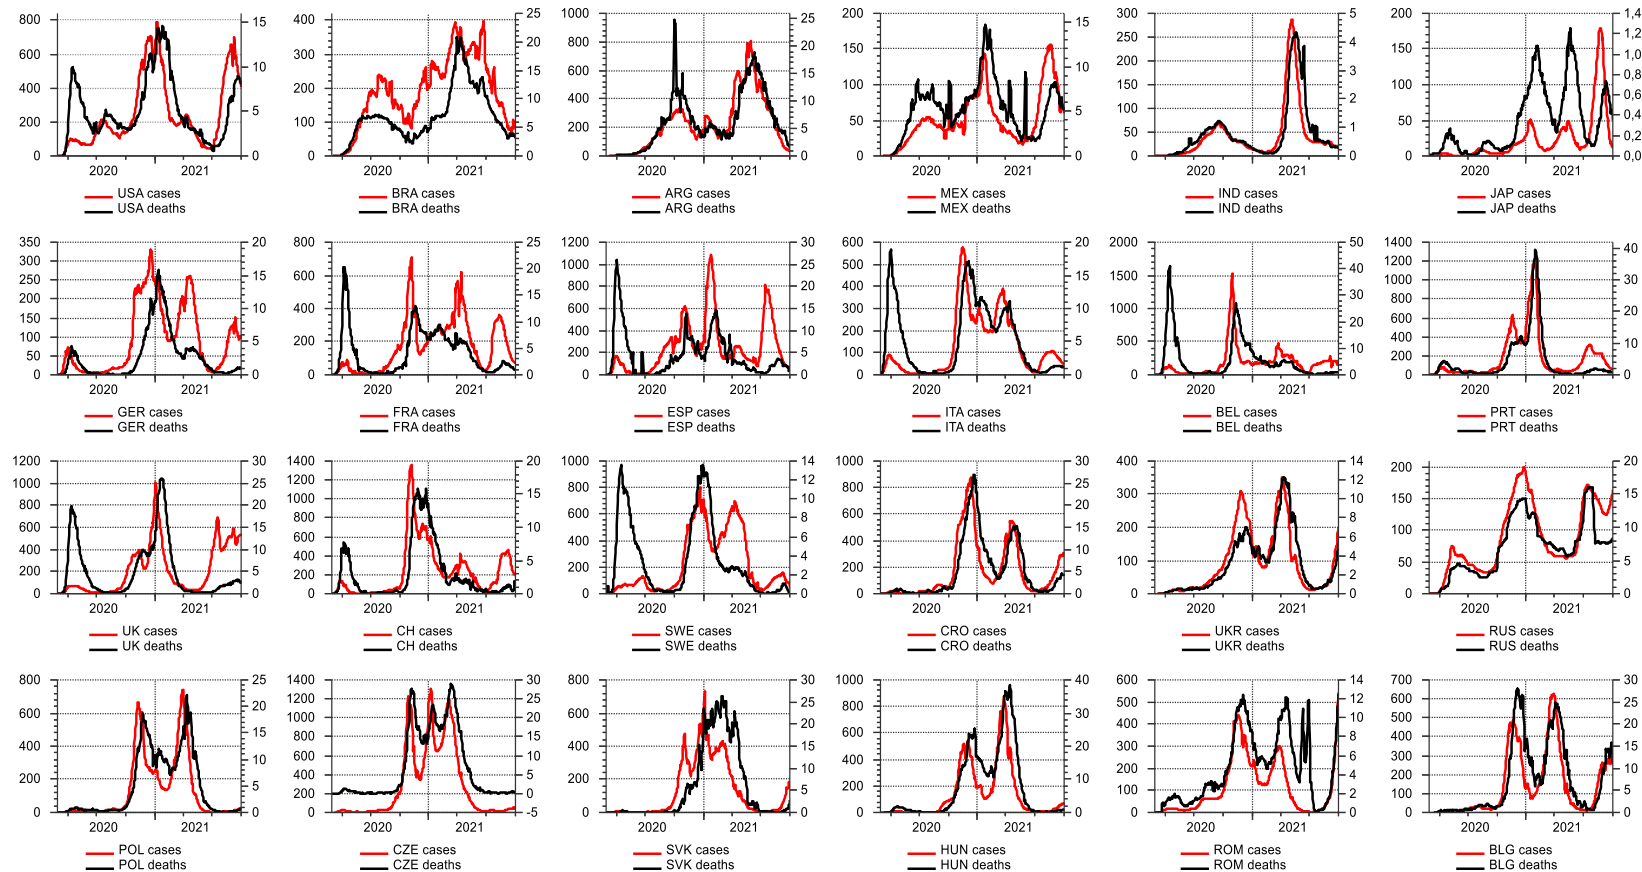 800 600 400 200 0
15 10 5 0
2020 2021
USA cases
USA deaths
400 300 200 100 0
25 20 15 10 5 0
2020 2021
BRA cases
BRA deaths
1000 800 600 400 200 0
25 20 15 10 5 0
2020 2021
ARG cases
ARG deaths
200 150 100 50 0
15 10 5 0
2020 2021
MEX cases
MEX deaths
300 250 200 150 100 50 0
5 4 3 2 1 0
2020 2021
IND cases
IND deaths
200 150 100 50 0
1,4 1,2 1,0 0,8 0,6 0,4 0,2 0,0
2020 2021
JAP cases
JAP deaths
350 300 250 200 150 100 50 0
20 15 10 5 0
2020 2021
GER cases
GER deaths
800 600 400 200 0
25 20 15 10 5 0
2020 2021
FRA cases
FRA deaths
1200 1000 800 600 400 200 0
30 25 20 15 10 5 0
2020 2021
ESP cases
ESP deaths
600 500 400 300 200 100 0
20 15 10 5 0
2020 2021
ITA cases
ITA deaths
2000 1500 1000 500 0
50 40 30 20 10 0
2020 2021
BEL cases
BEL deaths
1400 1200 1000 800 600 400 200 0
40 30 20 10 0
2020 2021
PRT cases
PRT deaths
1200 1000 800 600 400 200 0
30 25 20 15 10 5 0
2020 2021
UK cases
UK deaths
1400 1200 1000 800 600 400 200 0
20 15 10 5 0
2020 2021
CH cases
CH deaths
1000 800 600 400 200 0
14 12 10 8 6 4 2 0
2020 2021
SWE cases
SWE deaths
1000 800 600 400 200 0
30 25 20 15 10 5 0
2020 2021
CRO cases
CRO deaths
400 300 200 100 0
14 12 10 8 6 4 2 0
2020 2021
UKR cases
UKR deaths
200 150 100 50 0
20 15 10 5 0
2020 2021
RUS cases
RUS deaths
800 600 400 200 0
25 20 15 10 5 0
2020 2021
POL cases
POL deaths
1400 1200 1000 800 600 400 200 0
30 25 20 15 10 5 0 -5
2020 2021
CZE cases
CZE deaths
800 600 400 200 0
30 25 20 15 10 5 0
2020 2021
SVK cases
SVK deaths
1000 800 600 400 200 0
40 30 20 10 0
2020 2021
HUN cases
HUN deaths
600 500 400 300 200 100 0
14 12 10 8 6 4 2 0
2020 2021
ROM cases
ROM deaths
700 600 500 400 300 200 100 0
30 25 20 15 10 5 0
2020 2021
BLG cases
BLG deaths